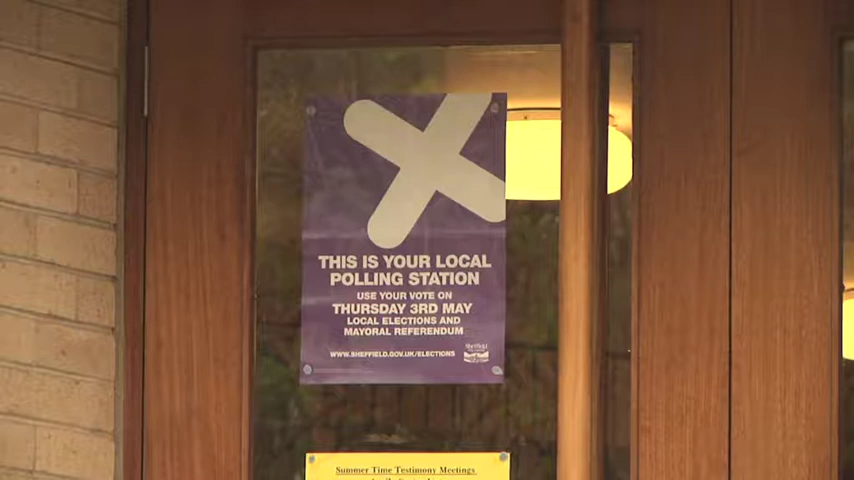 THIS IS YOUR LOCAL
POLLING STATION
USE YOUR VOTE ON
THURSDAY 3RD MAY
LOCAL ELECTIONS AND
MAYORAL REFERENDUM
WWW.SHEFFIELD.GOV.UK/ELECTIONS
Sheffield
Summer Time Testimony Meetings